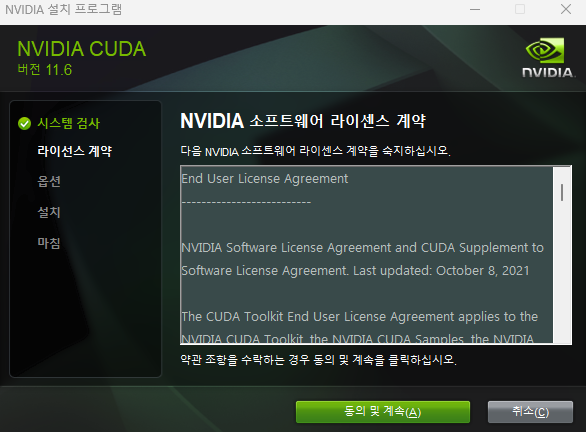 NVIDIA 설치 프로그램
NVIDIA CUDA
버전 11.6
NVIDIA.
시스템 검사
라이선스 계약
옵션
설치
마침
NVIDIA 소프트웨어 라이센스 계약
다음 NVIDIA 소프트웨어 라이센스 계약을 숙지하십시오.
End User License Agreement
--------------------------
NVIDIA Software License Agreement and CUDA Supplement to
Software License Agreement. Last updated: October 8, 2021
The CUDA Toolkit End User License Agreement applies to the
NVIDIA CUDA Toolkit, the NVIDIA CUDA Samples, the NVIDIA
약관 조항을 수락하는 경우 동의 및 계속을 클릭하십시오.
동의 및 계속(A)
취소(C)